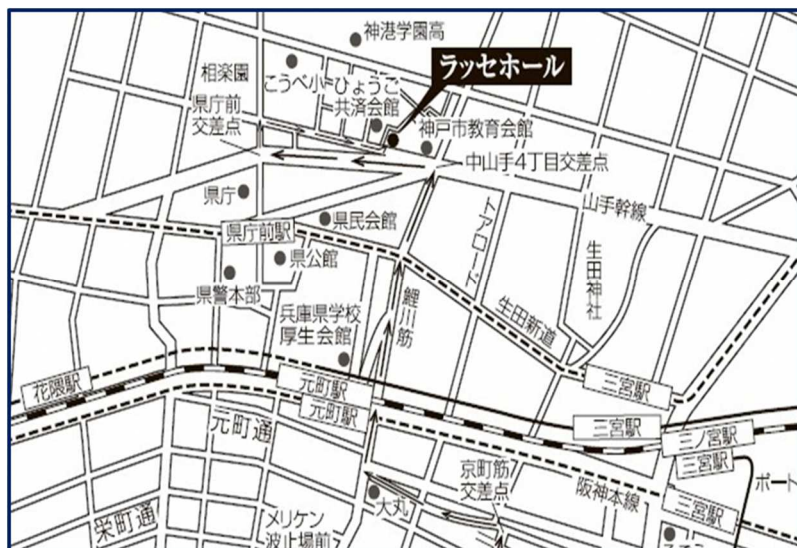 神港学園高
ラッセホール
相楽園
こうべ小
ひょうご
共済会館
県庁前
交差点
神戸市教育会館
中山手4丁目交差点
県庁
トアロード
山手幹線
県民会館
県庁前駅
県公館
生田神社
県警本部
兵庫県学校
厚生会館
鯉川筋
生田新道
花隈駅
元町駅
三宮駅
元町駅
元町通
三宮駅
三ノ宮駅
三宮駅
京町筋
交差点
阪神本線
ポート
三宮駅
大丸
栄町通
メリケン
波止場前